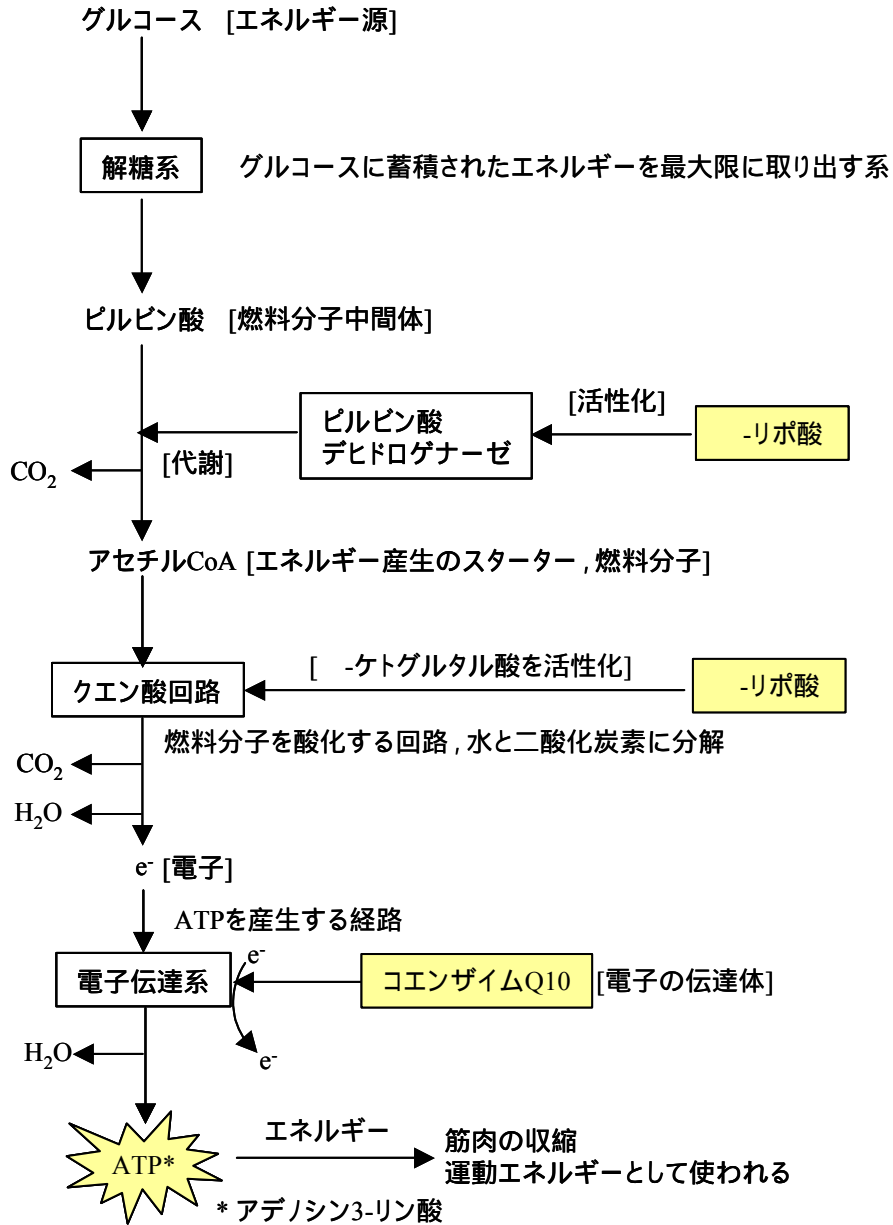 グルコース [エネルギー源]
解糖系 グルコースに蓄積されたエネルギーを最大限に取り出す系
ピルビン酸 [燃料分子中間体]
[活性化]
ピルビン酸
デヒドロゲナーゼ
-リポ酸
[代謝]
CO₂
アセチルCoA [エネルギー産生のスターター , 燃料分子]
[ -ケトグルタル酸を活性化]
クエン酸回路
-リポ酸
燃料分子を酸化する回路 , 水と二酸化炭素に分解
CO₂
H₂O
e⁻ [電子]
ATPを産生する経路
e⁻
電子伝達系
コエンザイムQ10 [電子の伝達体]
H₂O
e⁻
ATP*
エネルギー
筋肉の収縮
運動エネルギーとして使われる
* アデノシン3-リン酸